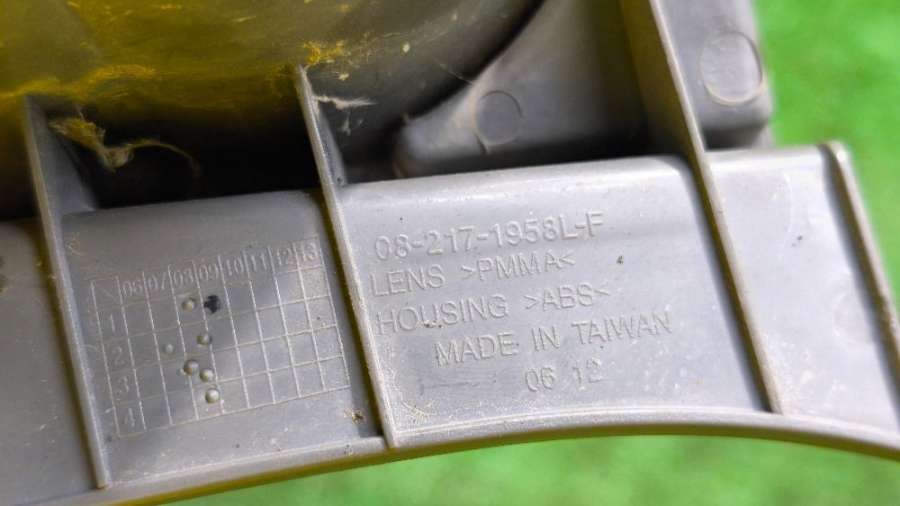 06 07 08 09 10 11 12 13
1
2
3
4
08-217-1958L-F
LENS >PMMA<
HOUSING >ABS<
MADE IN TAIWAN
06 12